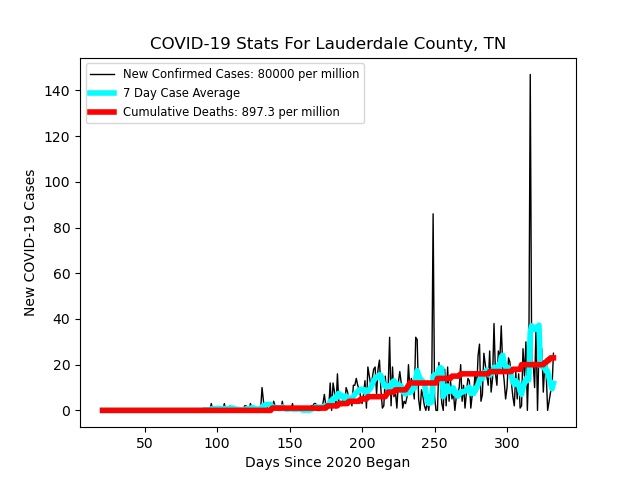 COVID-19 Stats For Lauderdale County, TN
New Confirmed Cases: 80000 per million
7 Day Case Average
Cumulative Deaths: 897.3 per million
New COVID-19 Cases
140
120
100
80
60
40
20
0
50
100
150
200
250
300
Days Since 2020 Began